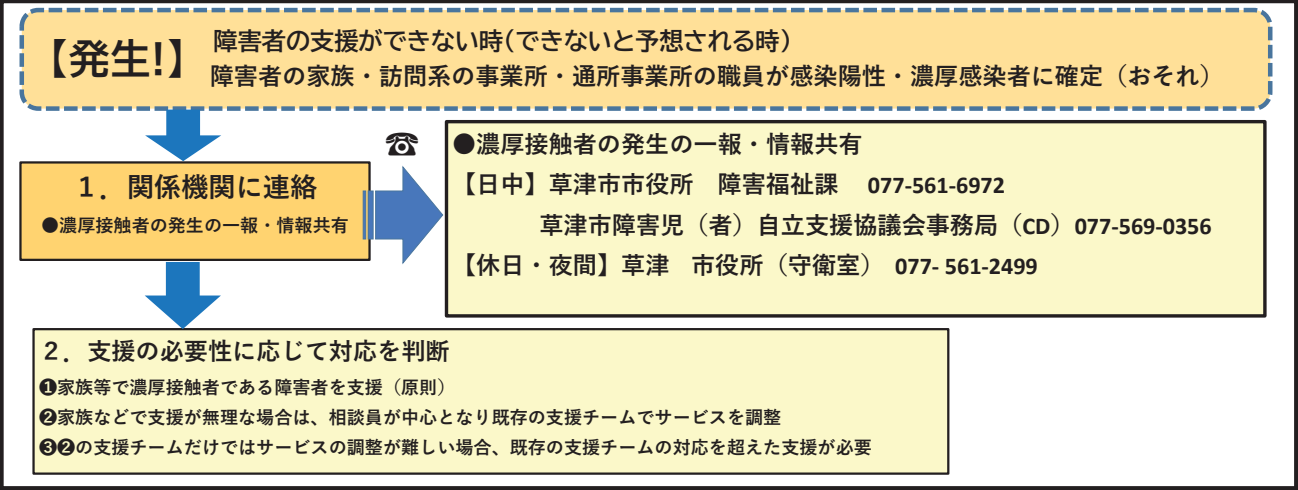 【発生!】
障害者の支援ができない時(できないと予想される時)
障害者の家族・訪問系の事業所・通所事業所の職員が感染陽性・濃厚感染者に確定（おそれ）
１．関係機関に連絡
●濃厚接触者の発生の一報・情報共有
☎
●濃厚接触者の発生の一報・情報共有
【日中】草津市市役所　障害福祉課　077-561-6972
草津市障害児（者）自立支援協議会事務局（CD）077-569-0356
【休日・夜間】草津　市役所（守衛室） 077- 561-2499
２．支援の必要性に応じて対応を判断
❶家族等で濃厚接触者である障害者を支援（原則）
❷家族などで支援が無理な場合は、相談員が中心となり既存の支援チームでサービスを調整
❸❷の支援チームだけではサービスの調整が難しい場合、既存の支援チームの対応を超えた支援が必要